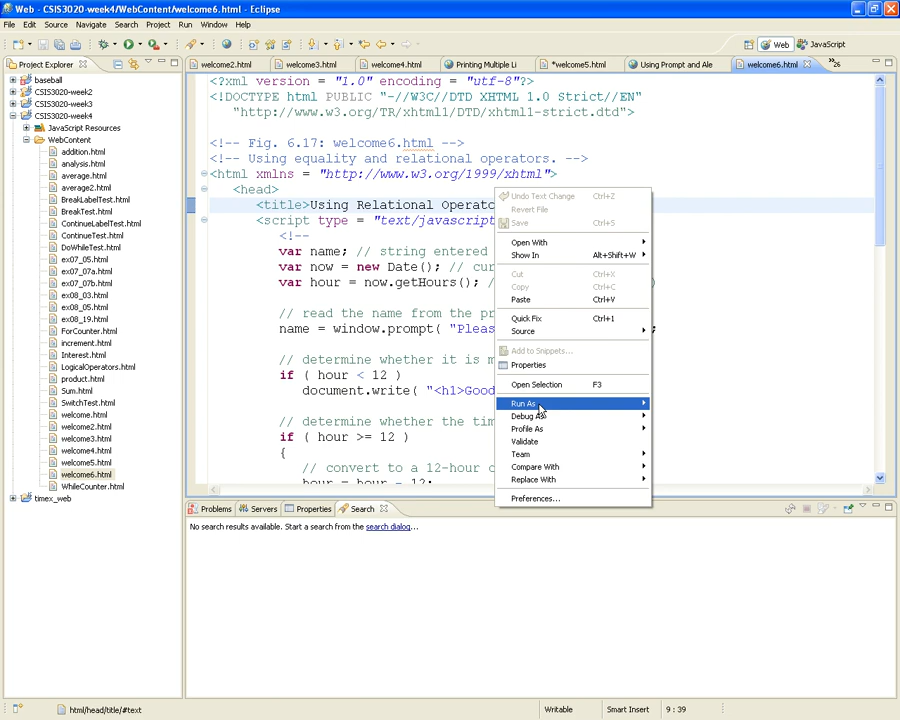 Web - CSIS3020-week4/WebContent/welcome6.html - Eclipse
File Edit Source Navigate Search Project Run Window Help
Web JavaScript
Project Explorer
welcome2.html welcome3.html welcome4.html Printing Multiple Li *welcome5.html Using Prompt and Ale welcome6.html »26
baseball
CSIS3020-week2
CSIS3020-week3
CSIS3020-week4
JavaScript Resources
WebContent
addition.html
analysis.html
average.html
average2.html
BreakLabelTest.html
BreakTest.html
ContinueLabelTest.html
ContinueTest.html
DoWhileTest.html
ex07_05.html
ex07_07a.html
ex07_07b.html
ex08_03.html
ex08_05.html
ex08_19.html
ForCounter.html
increment.html
Interest.html
LogicalOperators.html
product.html
Sum.html
SwitchTest.html
welcome.html
welcome2.html
welcome3.html
welcome4.html
welcome5.html
welcome6.html
WhileCounter.html
timex_web
<?xml version = "1.0" encoding = "utf-8"?>
<!DOCTYPE html PUBLIC "-//W3C//DTD XHTML 1.0 Strict//EN"
"http://www.w3.org/TR/xhtml1/DTD/xhtml1-strict.dtd">
<!-- Fig. 6.17: welcome6.html -->
<!-- Using equality and relational operators. -->
<html xmlns = "http://www.w3.org/1999/xhtml">
<head>
<title>Using Relational Operato
<script type = "text/javascript
<!--
var name; // string entered
var now = new Date(); // cur
var hour = now.getHours(); / )
// read the name from the pr
name = window.prompt( "Pleas ;
// determine whether it is m
if ( hour < 12 )
document.write( "<h1>Good
// determine whether the tim
if ( hour >= 12 )
{
// convert to a 12-hour c
hour = hour - 12;
Undo Text Change Ctrl+Z
Revert File
Save Ctrl+S
Open With
Show In Alt+Shift+W
Cut Ctrl+X
Copy Ctrl+C
Paste Ctrl+V
Quick Fix Ctrl+1
Source
Add to Snippets...
Properties
Open Selection F3
Run As
Debug As
Profile As
Validate
Team
Compare With
Replace With
Preferences...
Problems Servers Properties Search
No search results available. Start a search from the search dialog...
html/head/title/#text Writable Smart Insert 9 : 39